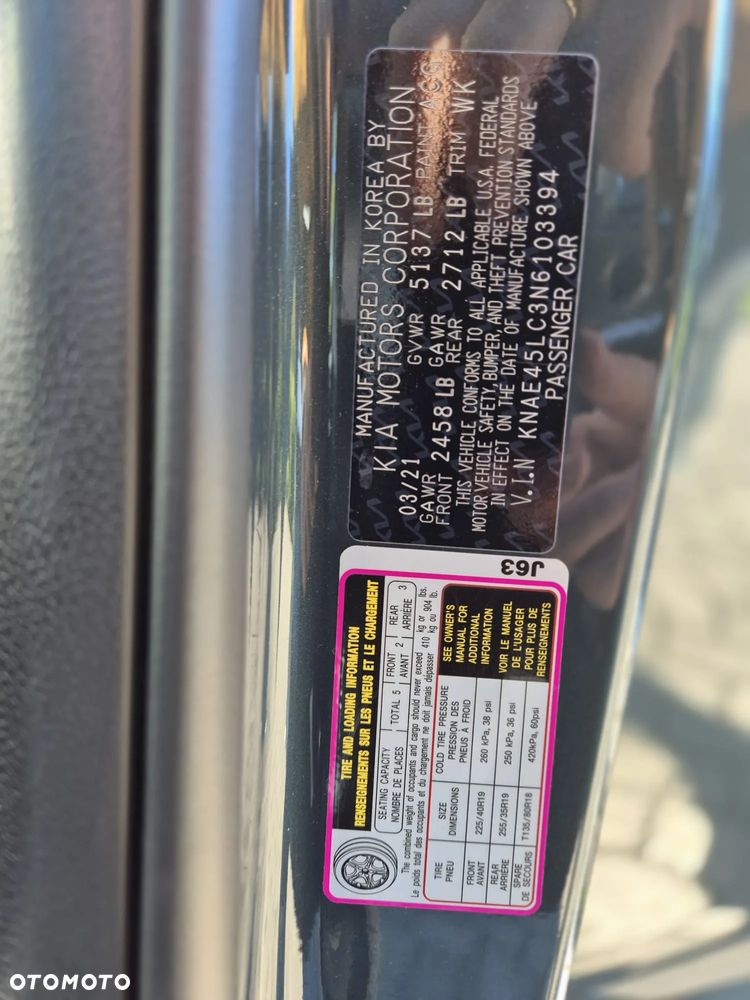 MANUFACTURED IN KOREA BY
KIA MOTORS CORPORATION
03/21 GVWR 5137 LB PAINT ACG
GAWR FRONT 2458 LB GAWR REAR 2712 LB TRIM WK
THIS VEHICLE CONFORMS TO ALL APPLICABLE U.S.A. FEDERAL
MOTOR VEHICLE SAFETY, BUMPER, AND THEFT PREVENTION STANDARDS
IN EFFECT ON THE DATE OF MANUFACTURE SHOWN ABOVE
V.I.N KNAE45LC3N6103394
PASSENGER CAR
TIRE AND LOADING INFORMATION
RENSEIGNEMENTS SUR LES PNEUS ET LE CHARGEMENT
J63
SEATING CAPACITY
NOMBRE DE PLACES
TOTAL 5
FRONT
AVANT 2
REAR
ARRIÈRE 3
The combined weight of occupants and cargo should never exceed kg or lbs.
Le poids total des occupants et du chargement ne doit jamais dépasser 410 kg ou 904 lb.
TIRE
PNEU
SIZE
DIMENSIONS
COLD TIRE PRESSURE
PRESSION DES
PNEUS À FROID
SEE OWNER'S
MANUAL FOR
ADDITIONAL
INFORMATION
FRONT
AVANT
225/40R19
260 kPa, 38 psi
REAR
ARRIÈRE
255/35R19
250 kPa, 36 psi
VOIR LE MANUEL
DE L'USAGER
POUR PLUS DE
RENSEIGNEMENTS
SPARE
DE SECOURS
T135/80R18
420kPa, 60psi
OTOMOTO